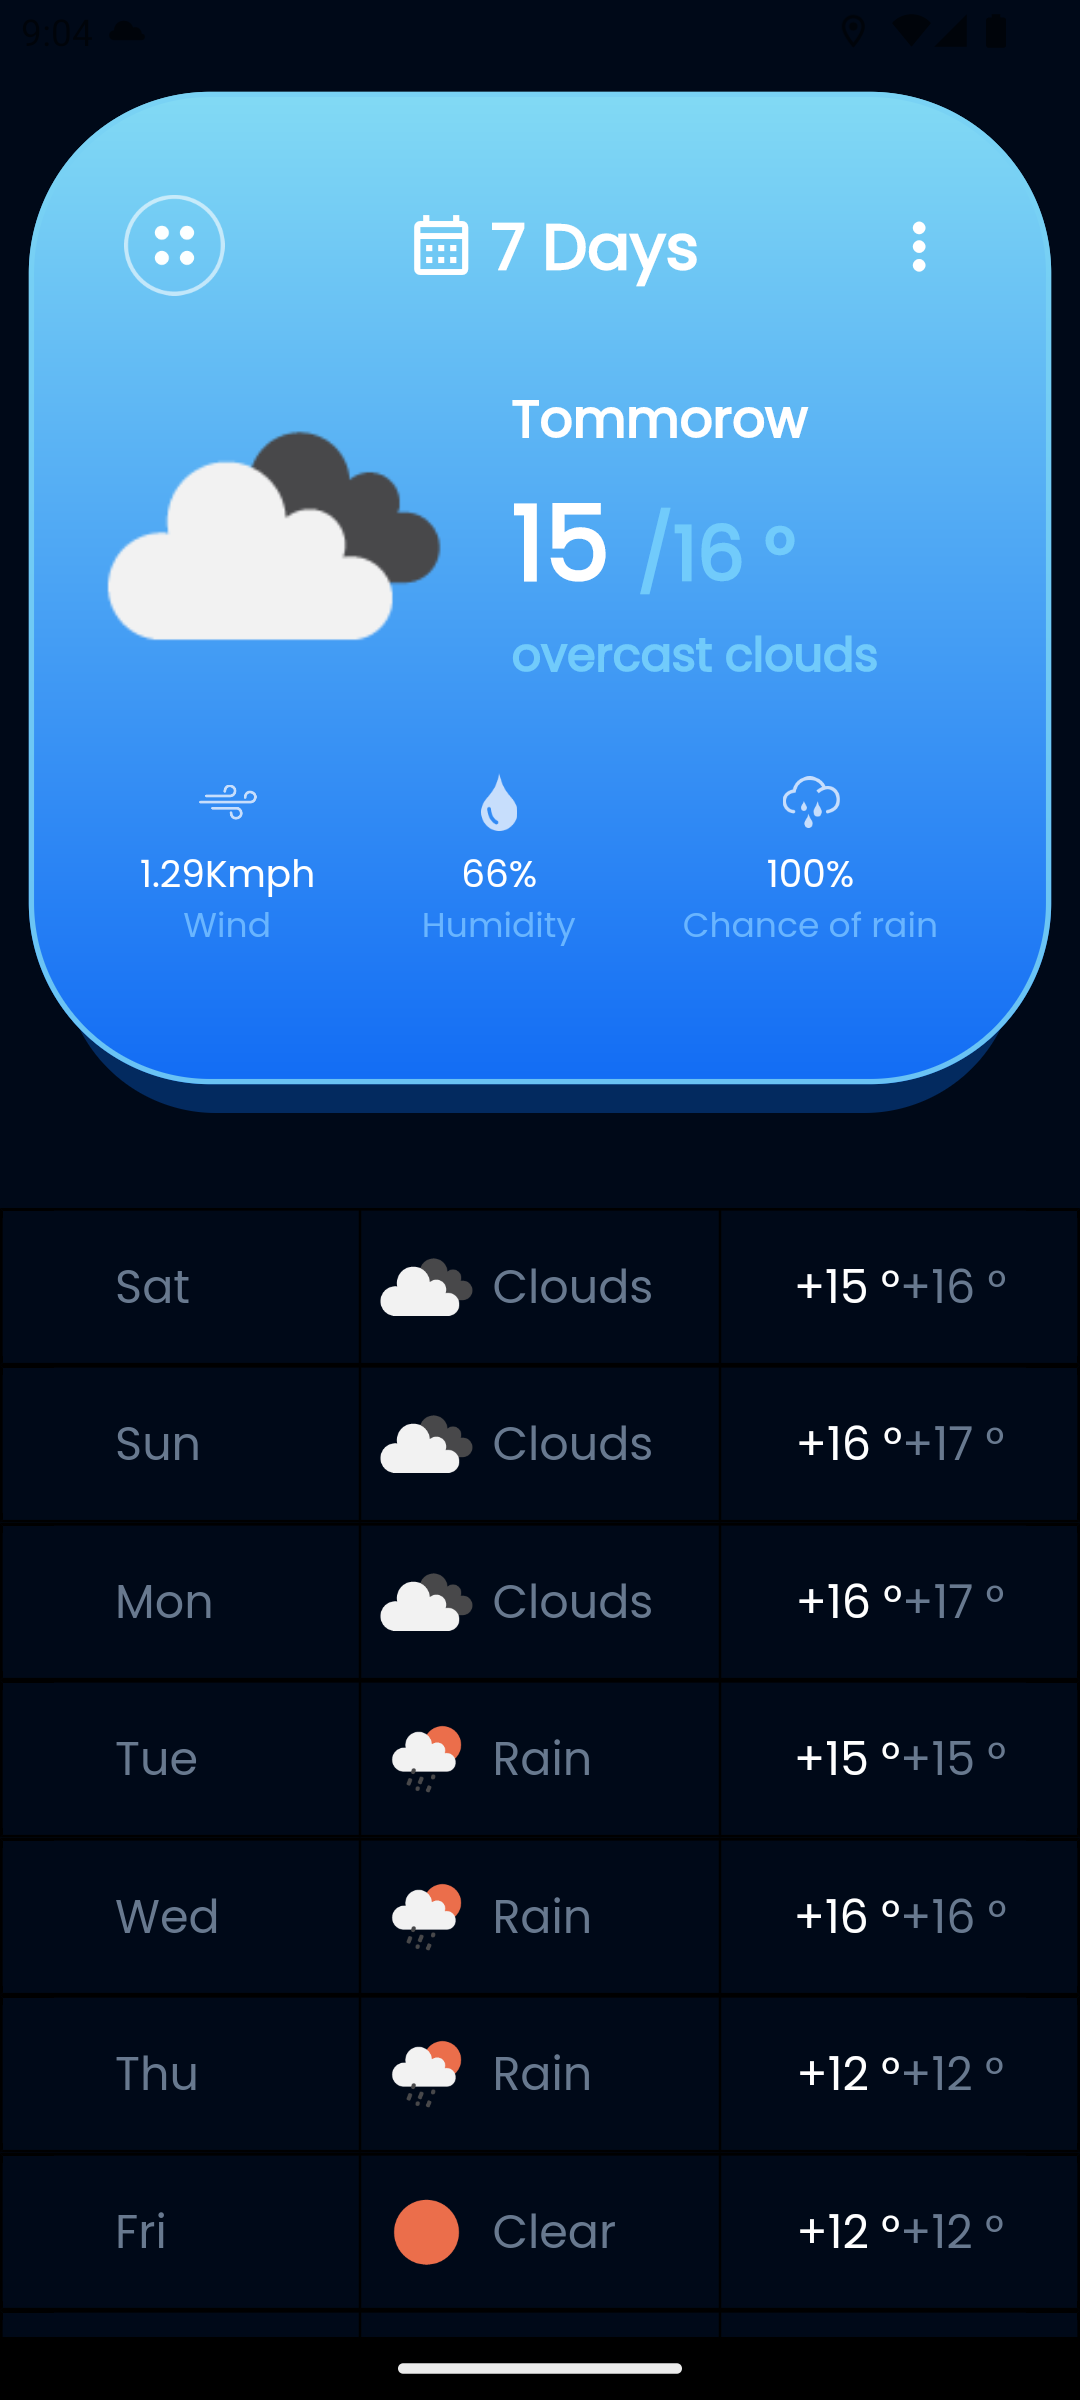 9:04
7 Days
Tommorow
15 /16 °
overcast clouds
1.29Kmph 66% 100%
Wind Humidity Chance of rain
Sat Clouds +15 °+16 °
Sun Clouds +16 °+17 °
Mon Clouds +16 °+17 °
Tue Rain +15 °+15 °
Wed Rain +16 °+16 °
Thu Rain +12 °+12 °
Fri Clear +12 °+12 °